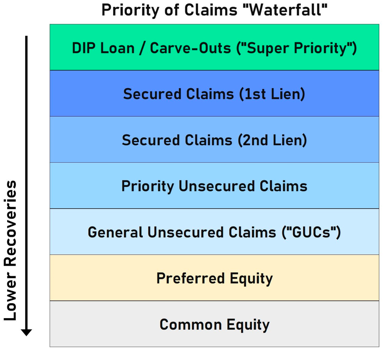 Priority of Claims "Waterfall"
DIP Loan / Carve-Outs ("Super Priority")
Secured Claims (1st Lien)
Secured Claims (2nd Lien)
Priority Unsecured Claims
General Unsecured Claims ("GUCs")
Preferred Equity
Common Equity
Lower Recoveries